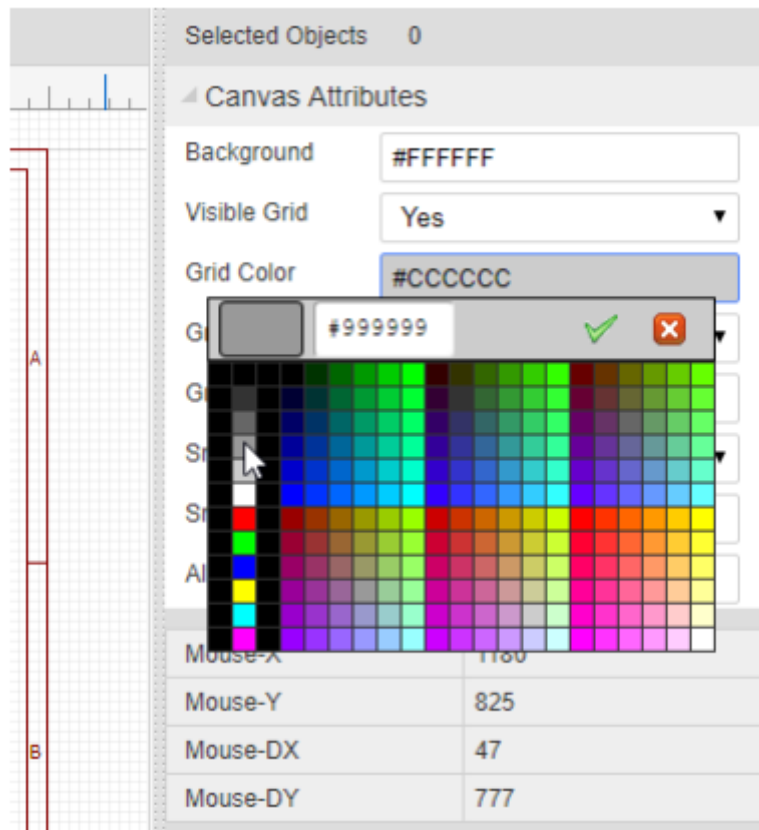 Selected Objects 0
Canvas Attributes
Background #FFFFFF
Visible Grid Yes
Grid Color #CCCCCC
#999999
A
Mouse-X 1180
Mouse-Y 825
B
Mouse-DX 47
Mouse-DY 777